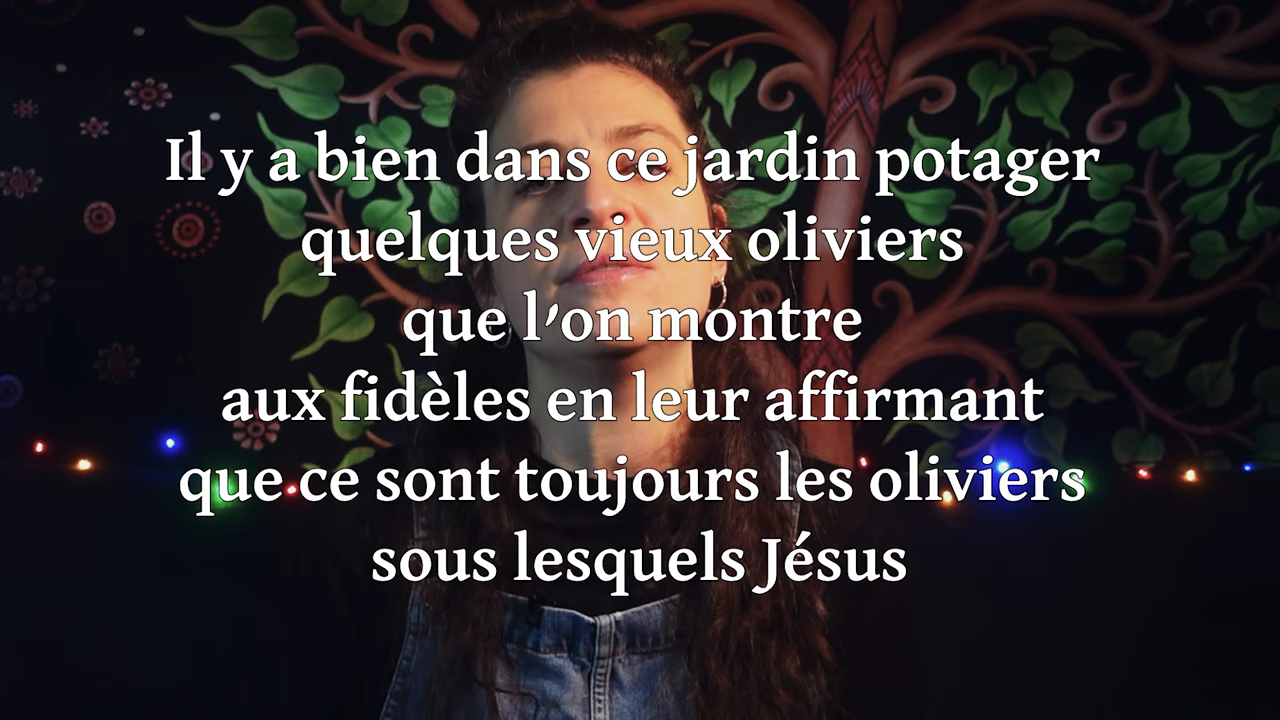 Il y a bien dans ce jardin potager
quelques vieux oliviers
que l’on montre
aux fidèles en leur affirmant
que ce sont toujours les oliviers
sous lesquels Jésus